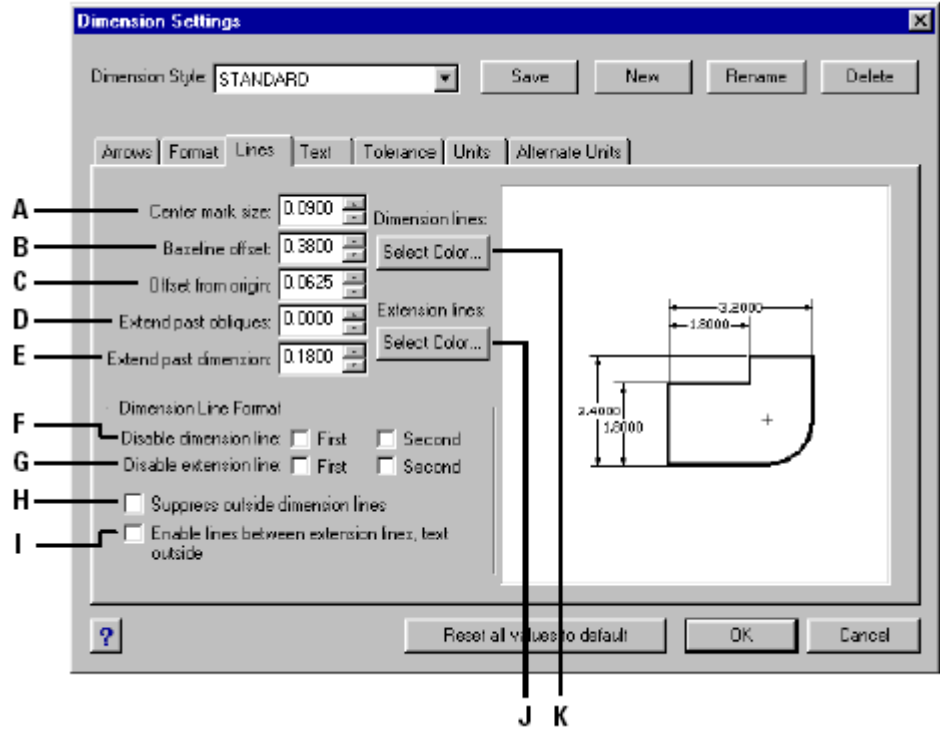 Dimension Settings
Dimension Style: STANDARD Save New Rename Delete
Arrows Format Lines Text Tolerance Units Alternate Units
A Center mark size: 0.0900 Dimension lines:
B Baseline offset: 0.3800 Select Color...
C Offset from origin: 0.0625
D Extend past obliques: 0.0000 Extension lines:
E Extend past dimension: 0.1800 Select Color...
3.2000
1.8000
2.4000
1.8000
Dimension Line Format
F Disable dimension line: First Second
G Disable extension line: First Second
H Suppress outside dimension lines
I Enable lines between extension lines, text
outside
? Reset all values to default OK Cancel
J K